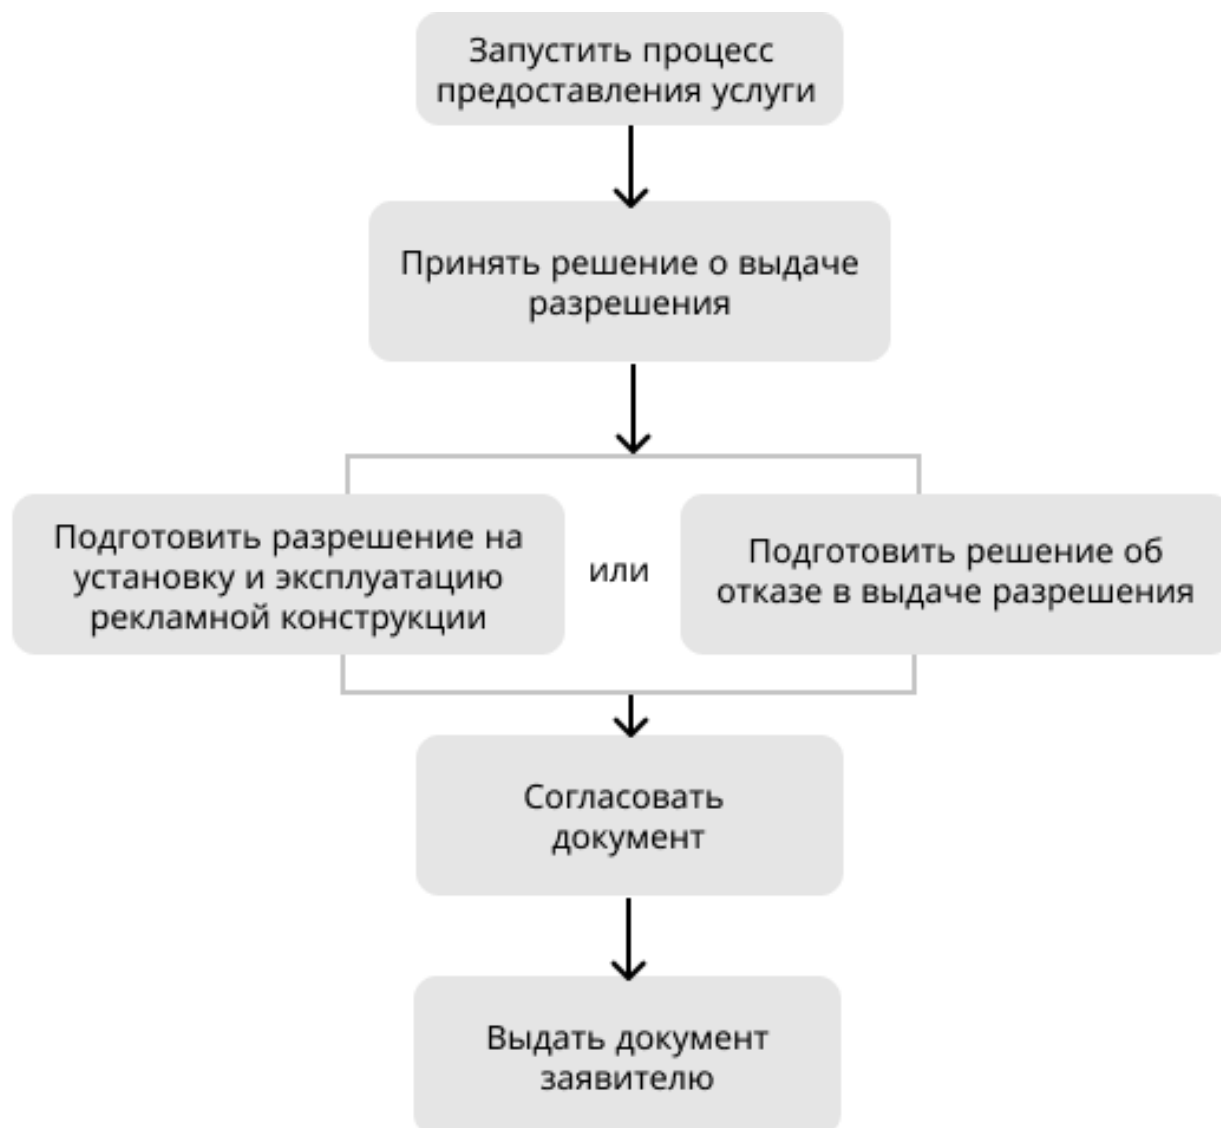 Запустить процесс
предоставления услуги
Принять решение о выдаче
разрешения
Подготовить разрешение на
установку и эксплуатацию
рекламной конструкции
или
Подготовить решение об
отказе в выдаче разрешения
Согласовать
документ
Выдать документ
заявителю